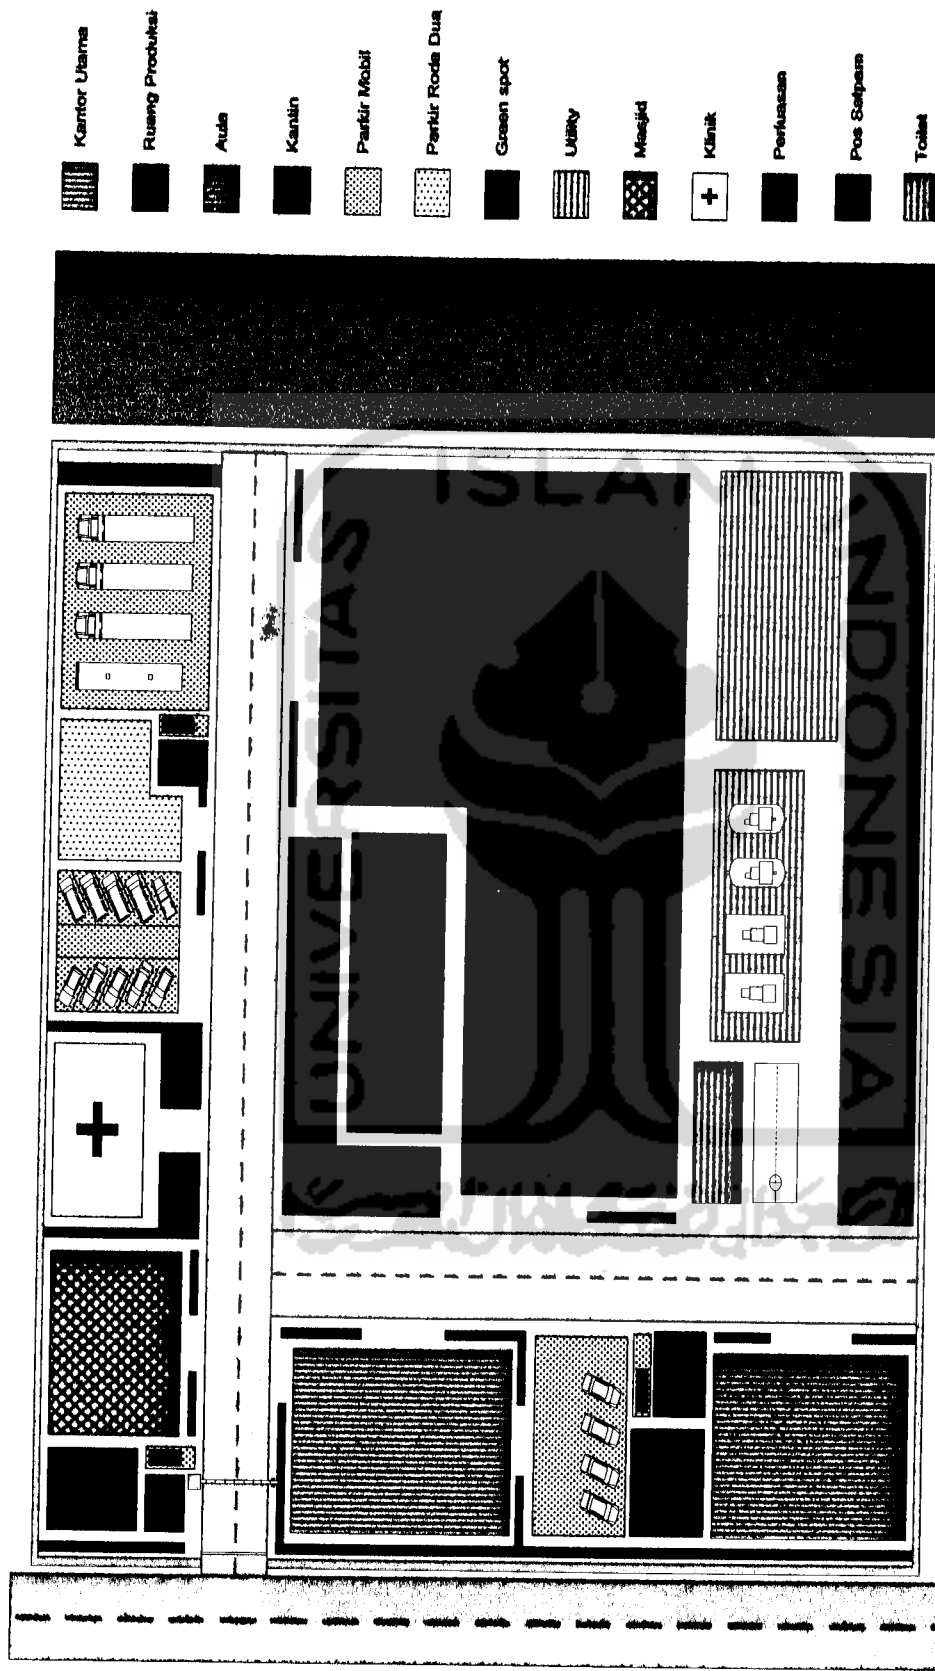 Kantor Utama
Ruang Produksi
Aula
Kantin
Parkir Mobil
Parkir Roda Dua
Green spot
Utility
Masjid
Klinik
Perluasan
Pos Satpam
Toilet
UNIVERSITAS
ISLAM
INDONESIA